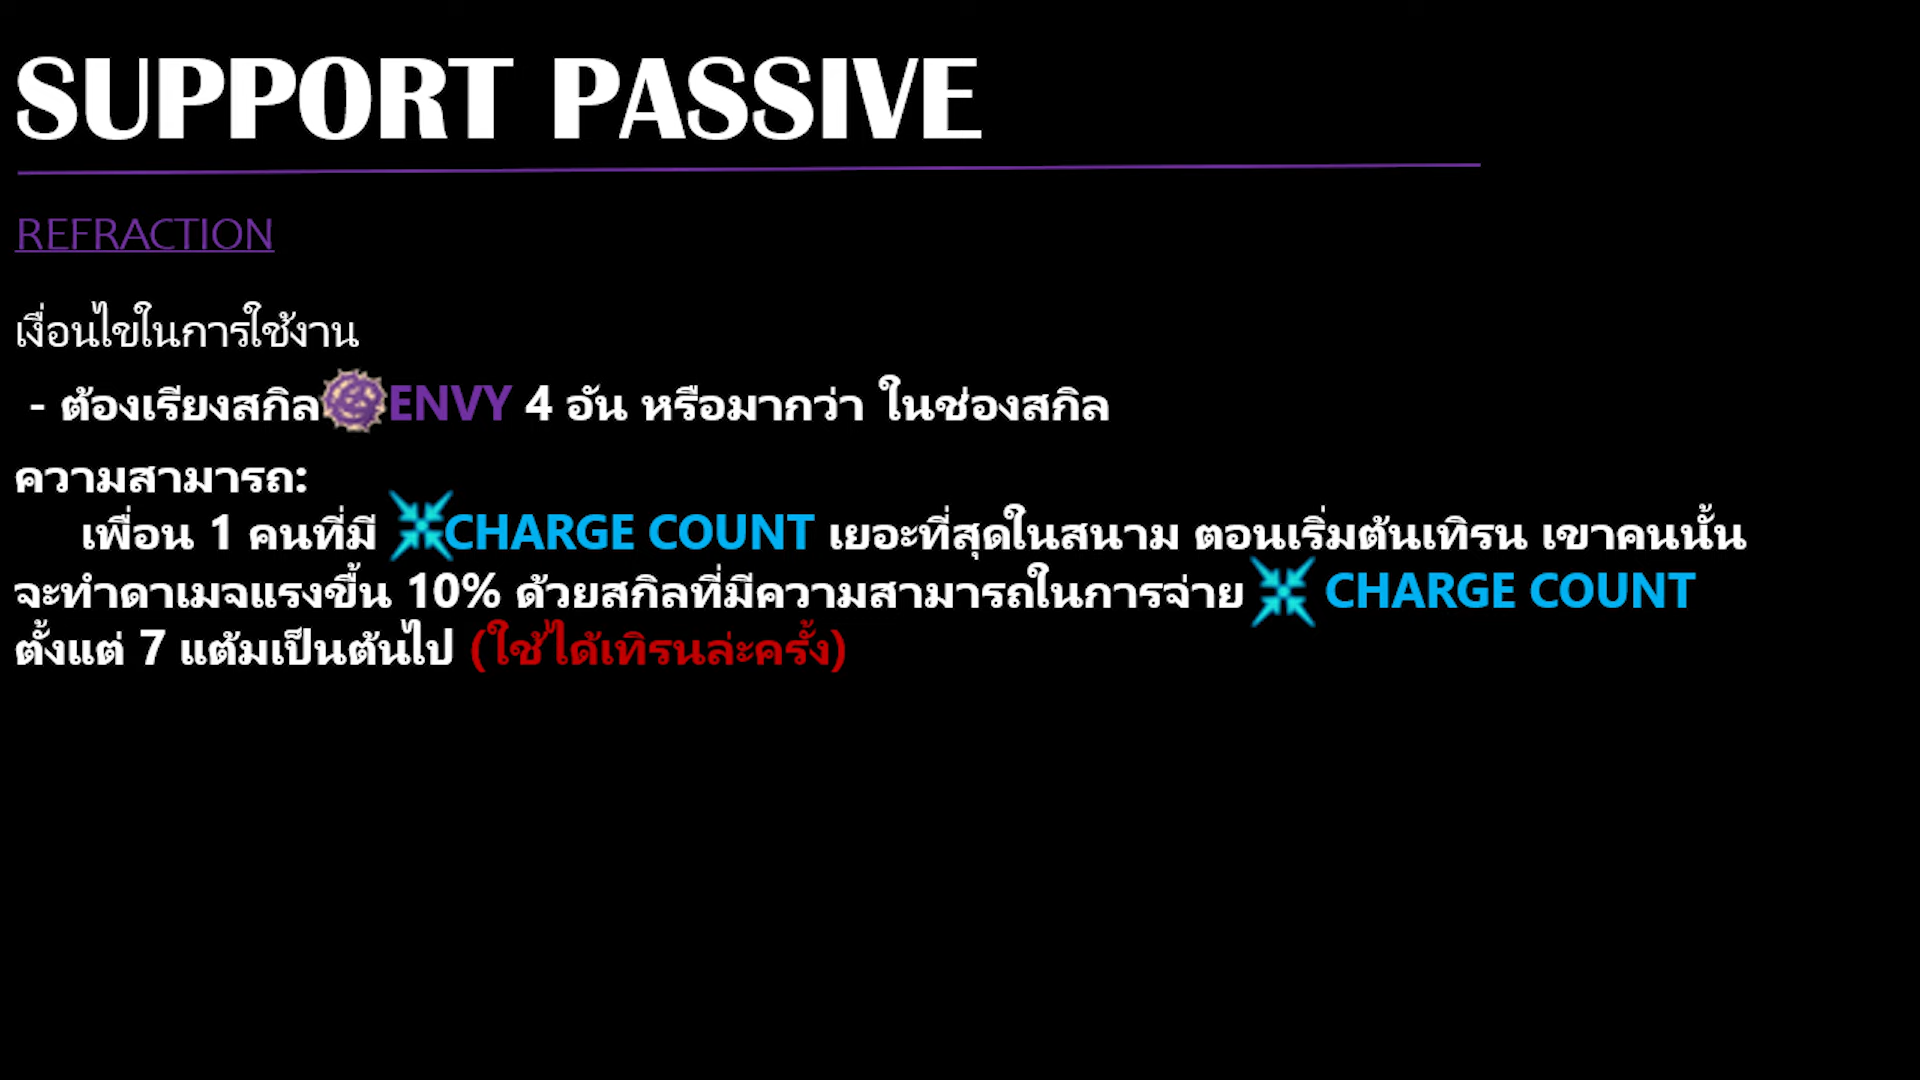 SUPPORT PASSIVE
REFRACTION
เงื่อนไขในการใช้งาน
- ต้องเรียงสกิล ENVY 4 อัน หรือมากว่า ในช่องสกิล
ความสามารถ:
เพื่อน 1 คนที่มี CHARGE COUNT เยอะที่สุดในสนาม ตอนเริ่มต้นเทิรน เขาคนนั้น
จะทำดาเมจแรงขึ้น 10% ด้วยสกิลที่มีความสามารถในการจ่าย CHARGE COUNT
ตั้งแต่ 7 แต้มเป็นต้นไป (ใช้ได้เทิรนล่ะครั้ง)